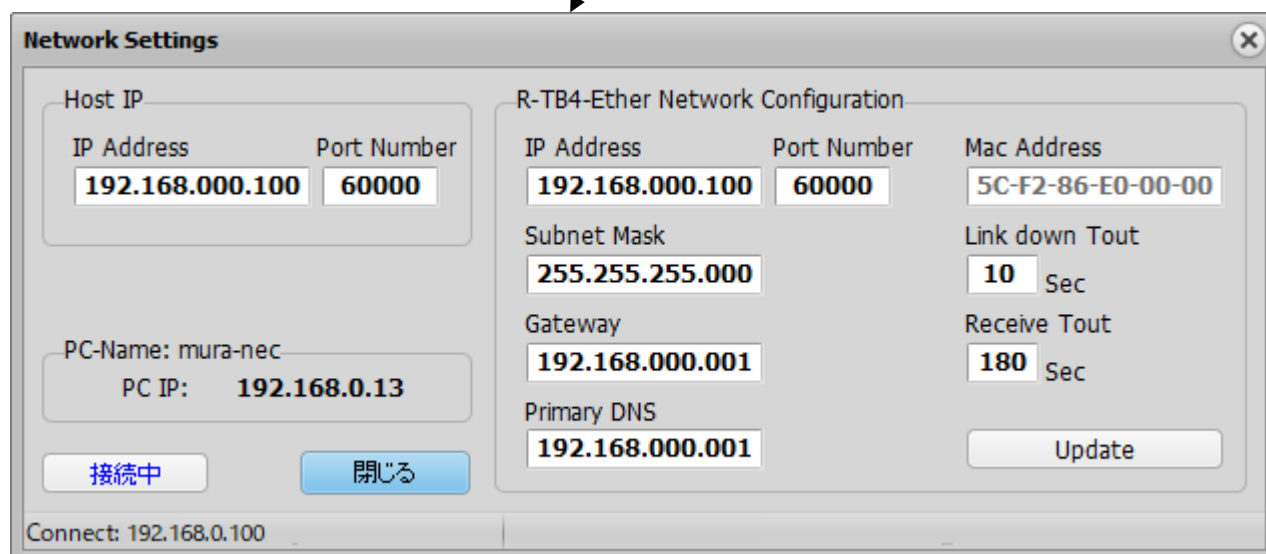 Network Settings
Host IP
IP Address Port Number
192.168.000.100 60000
PC-Name: mura-nec
PC IP: 192.168.0.13
接続中 閉じる
R-TB4-Ether Network Configuration
IP Address Port Number Mac Address
192.168.000.100 60000 5C-F2-86-E0-00-00
Subnet Mask Link down Tout
255.255.255.000 10 Sec
Gateway Receive Tout
192.168.000.001 180 Sec
Primary DNS
192.168.000.001 Update
Connect: 192.168.0.100